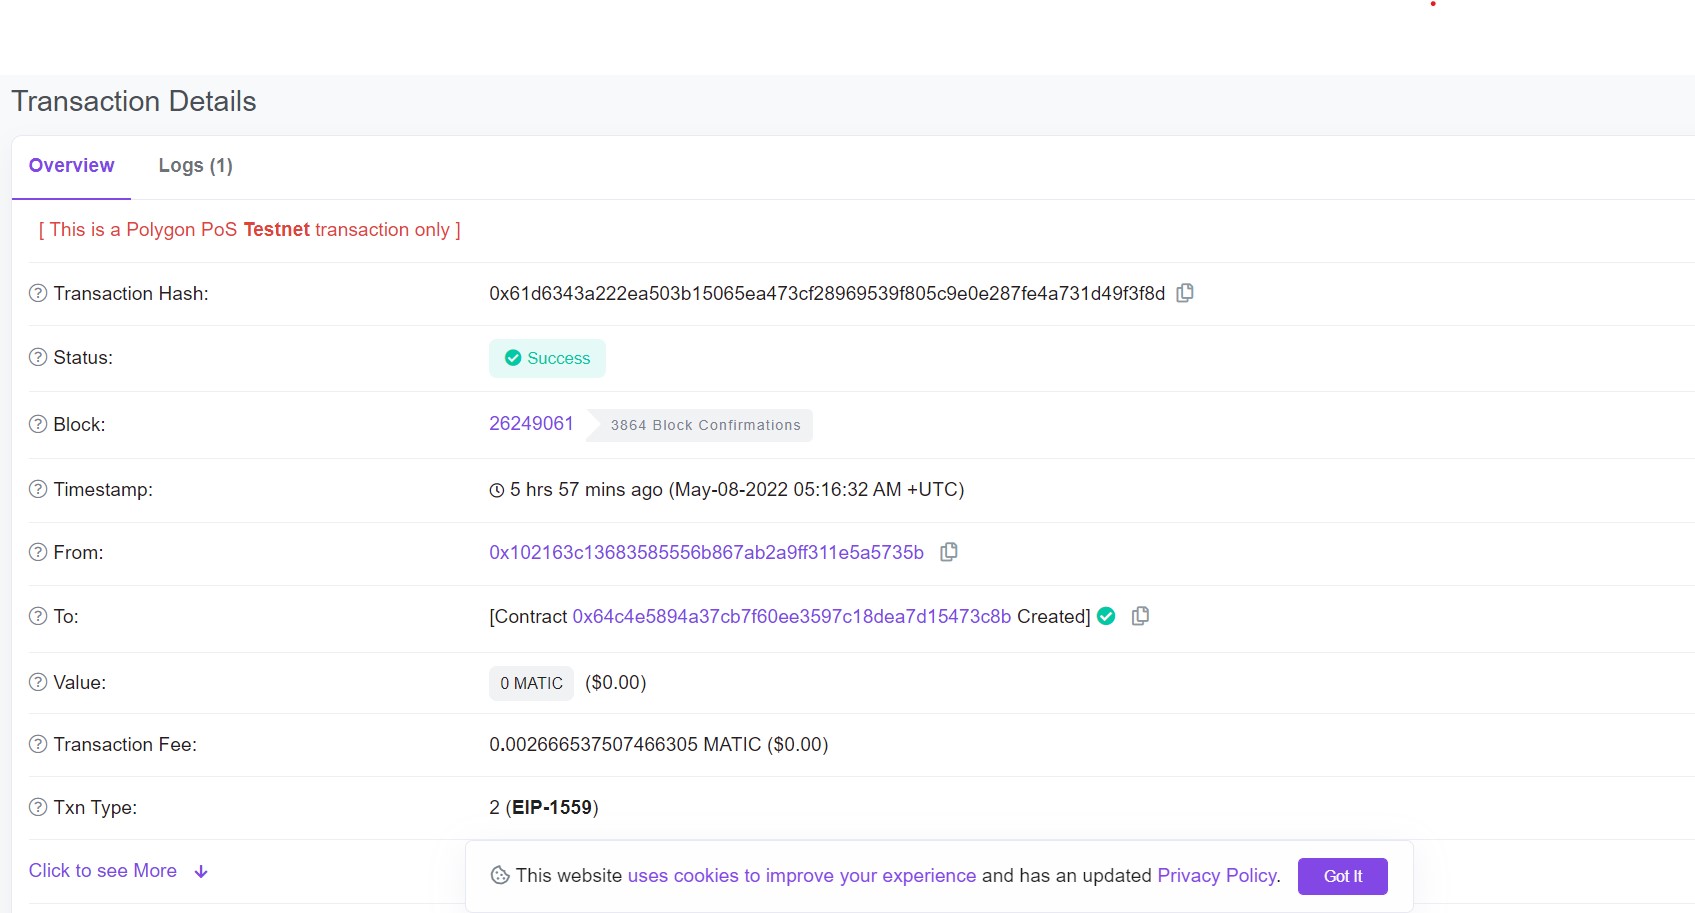 Transaction Details
Overview Logs (1)
[ This is a Polygon PoS Testnet transaction only ]
Transaction Hash: 0x61d6343a222ea503b15065ea473cf28969539f805c9e0e287fe4a731d49f3f8d
Status: Success
Block: 26249061 3864 Block Confirmations
Timestamp: 5 hrs 57 mins ago (May-08-2022 05:16:32 AM +UTC)
From: 0x102163c13683585556b867ab2a9ff311e5a5735b
To: [Contract 0x64c4e5894a37cb7f60ee3597c18dea7d15473c8b Created]
Value: 0 MATIC ($0.00)
Transaction Fee: 0.002666537507466305 MATIC ($0.00)
Txn Type: 2 (EIP-1559)
Click to see More
This website uses cookies to improve your experience and has an updated Privacy Policy. Got It